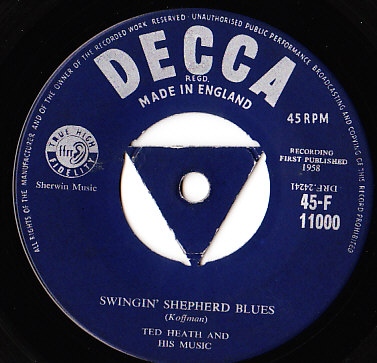 ALL RIGHTS OF THE MANUFACTURER AND OF THE OWNER OF THE RECORDED WORK RESERVED · UNAUTHORISED PUBLIC PERFORMANCE, BROADCASTING AND COPYING OF THIS RECORD PROHIBITED
DECCA
REGD.
MADE IN ENGLAND
45 RPM
TRUE HIGH
ffrr
FIDELITY
Sherwin Music
RECORDING
FIRST PUBLISHED
1958
DRF.24241
45-F
11000
SWINGIN' SHEPHERD BLUES
(Koffman)
TED HEATH AND
HIS MUSIC